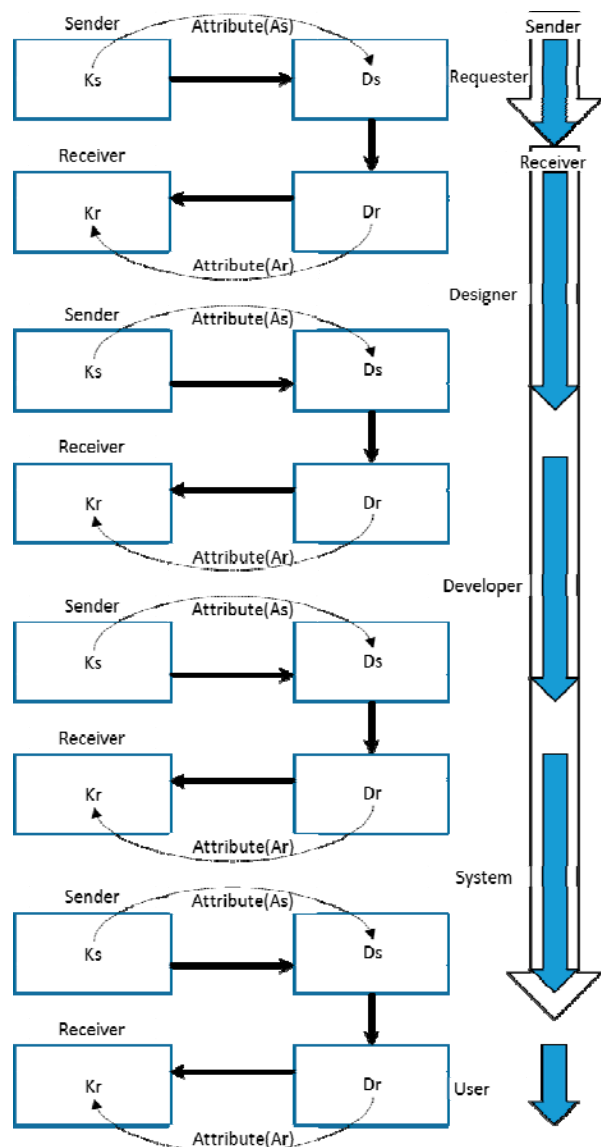 Sender
Attribute(As)
Sender
Ks
Ds
Requester
Receiver
Receiver
Kr
Dr
Attribute(Ar)
Designer
Sender
Attribute(As)
Ks
Ds
Receiver
Kr
Dr
Attribute(Ar)
Developer
Sender
Attribute(As)
Ks
Ds
Receiver
Kr
Dr
Attribute(Ar)
System
Sender
Attribute(As)
Ks
Ds
Receiver
Kr
Dr
User
Attribute(Ar)